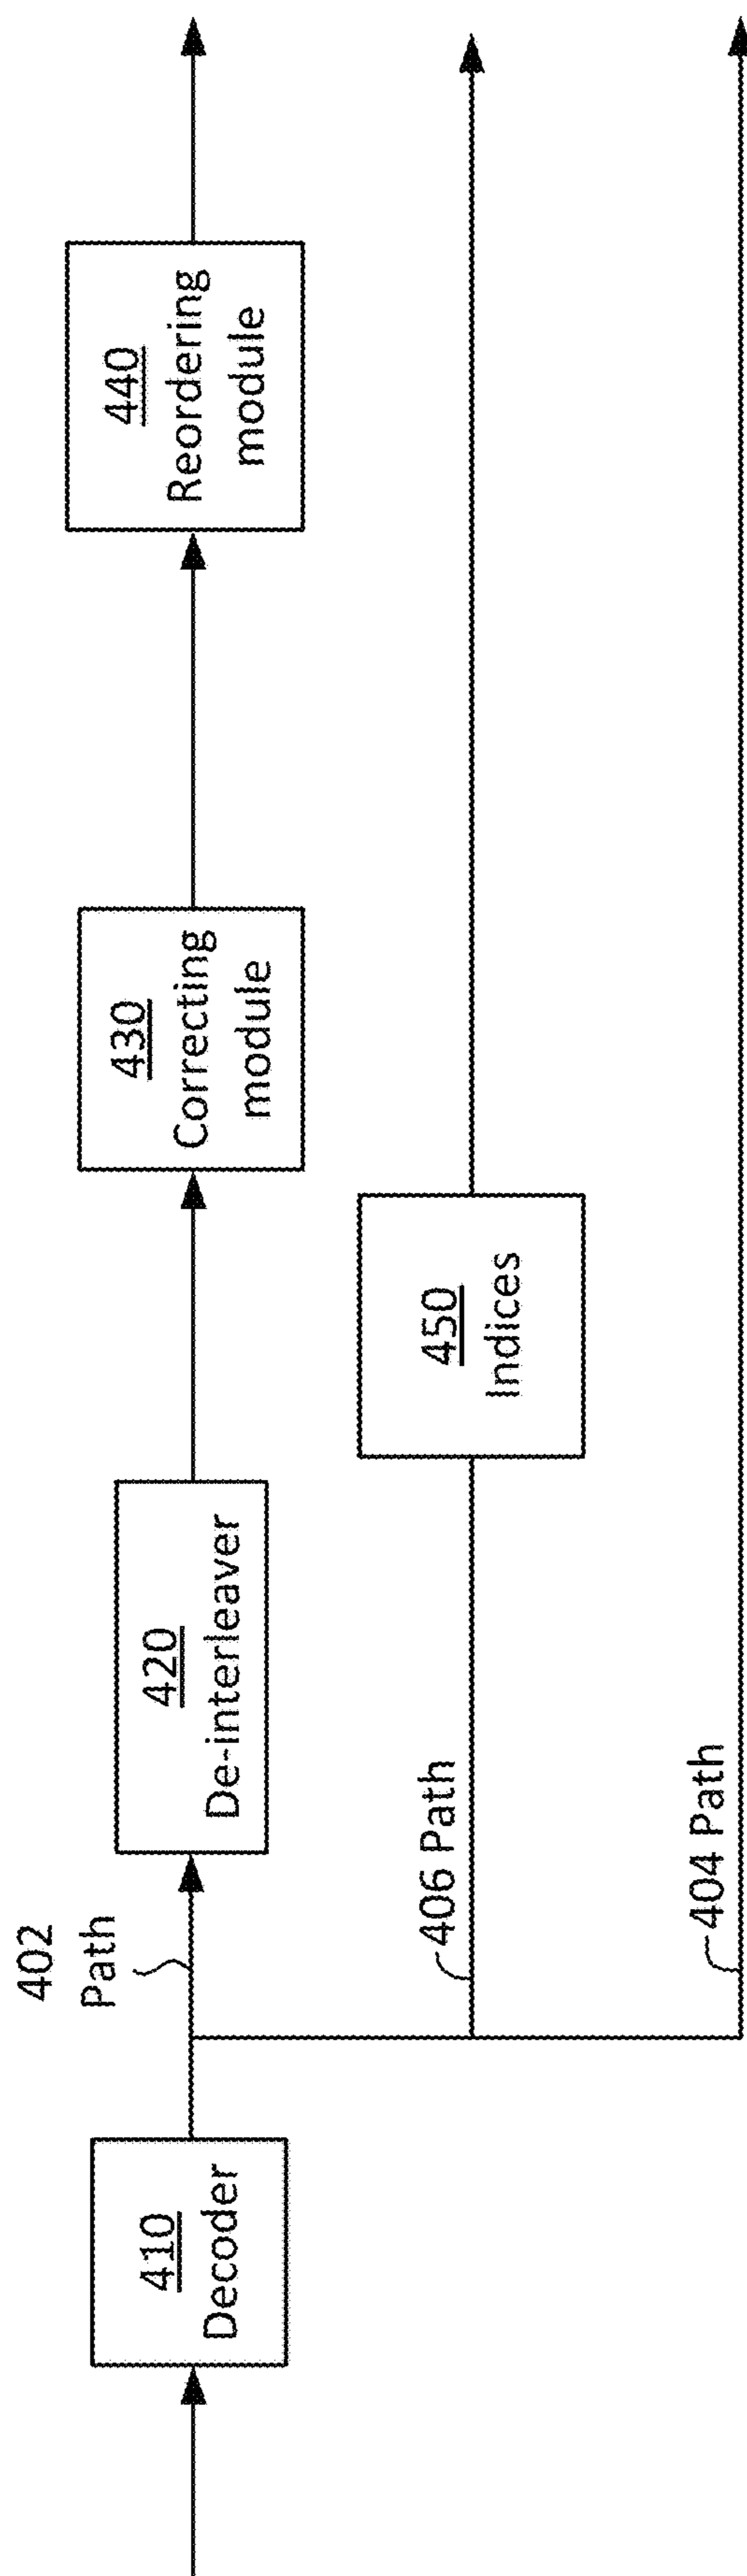 410
Decoder
402
Path
420
De-interleaver
430
Correcting
module
440
Reordering
module
406 Path
450
Indices
404 Path